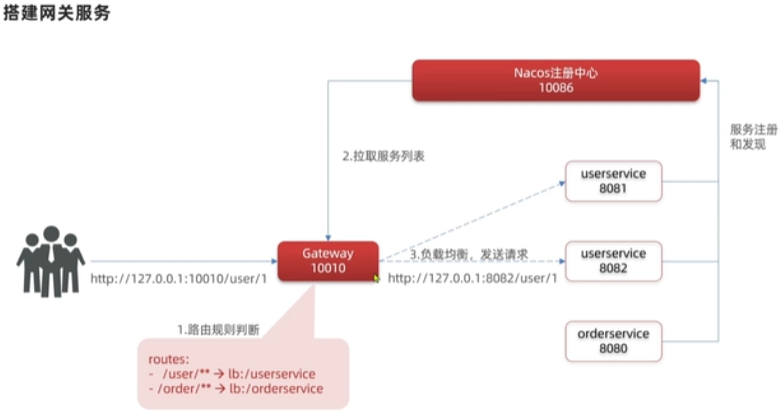 搭建网关服务
Nacos注册中心
10086
服务注册
和发现
2.拉取服务列表
userservice
8081
Gateway
10010
3.负载均衡，发送请求
userservice
8082
http://127.0.0.1:10010/user/1
http://127.0.0.1:8082/user/1
1.路由规则判断
orderservice
8080
routes:
- /user/** → lb:/userservice
- /order/** → lb:/orderservice